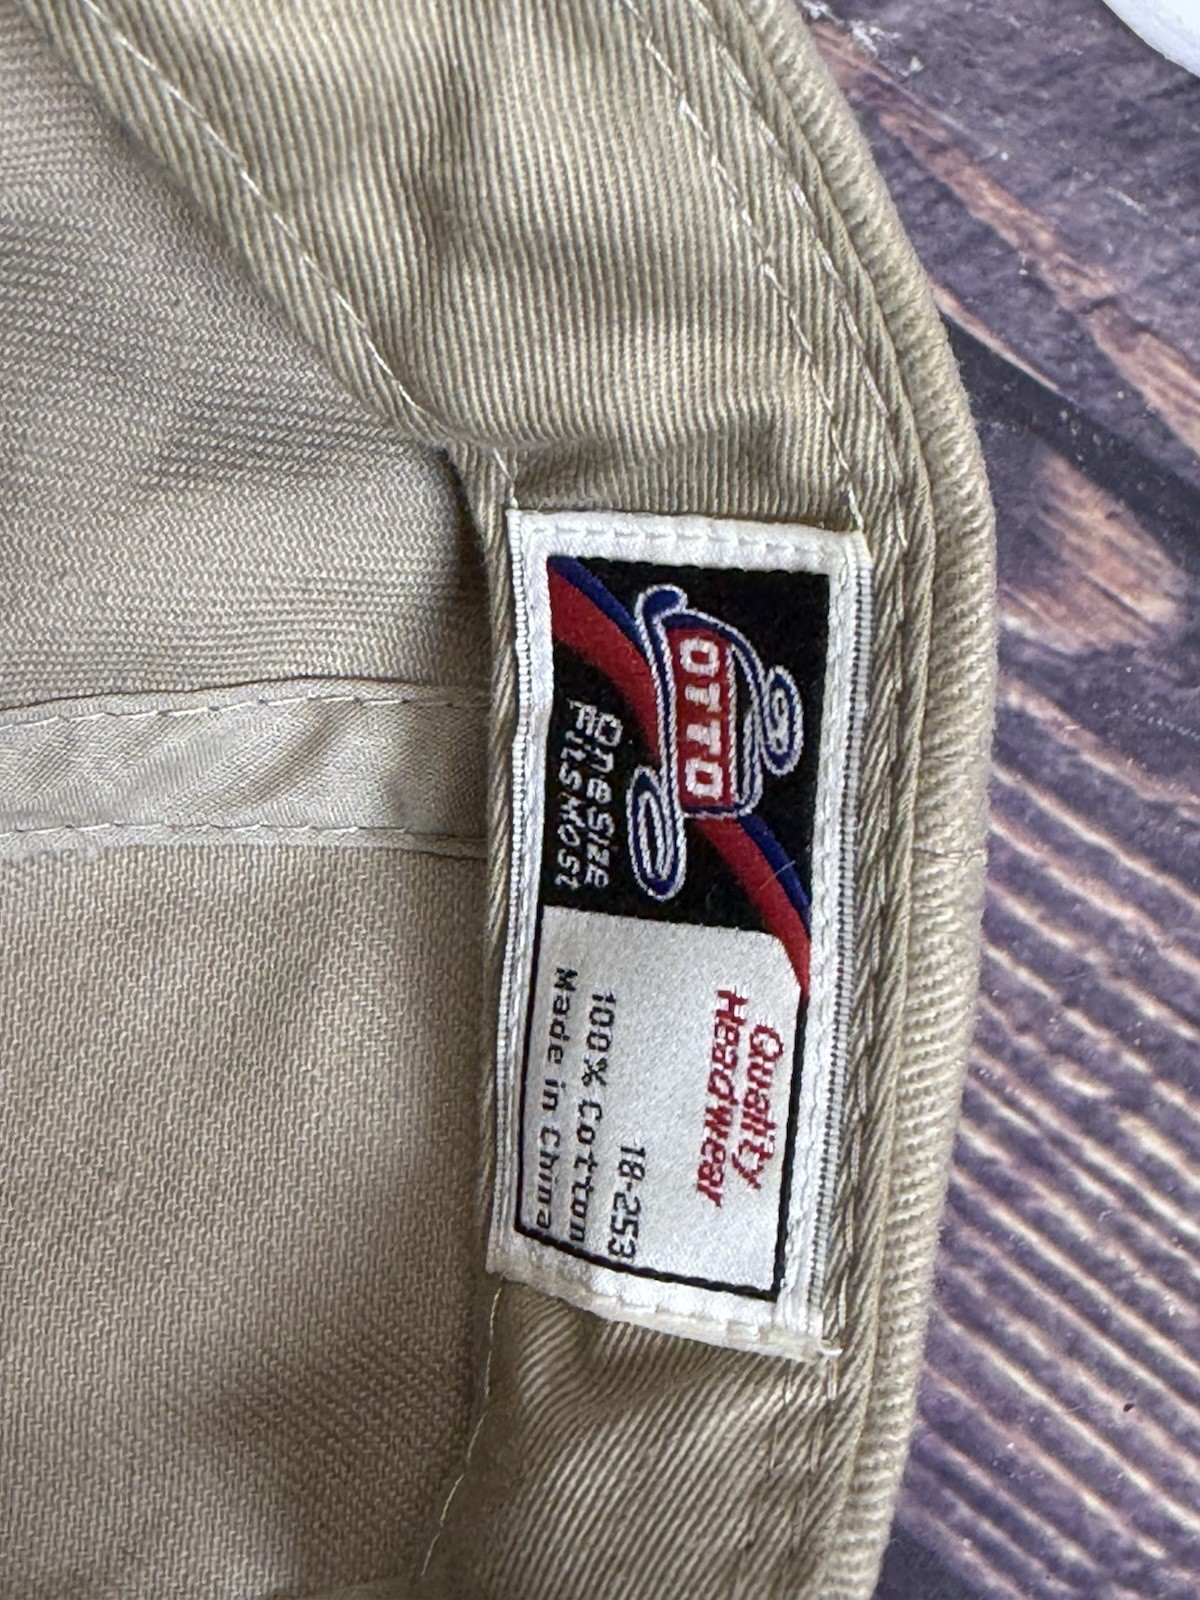 OTTO
One Size
Fits Most
Quality
Headwear
18-253
100% Cotton
Made in China